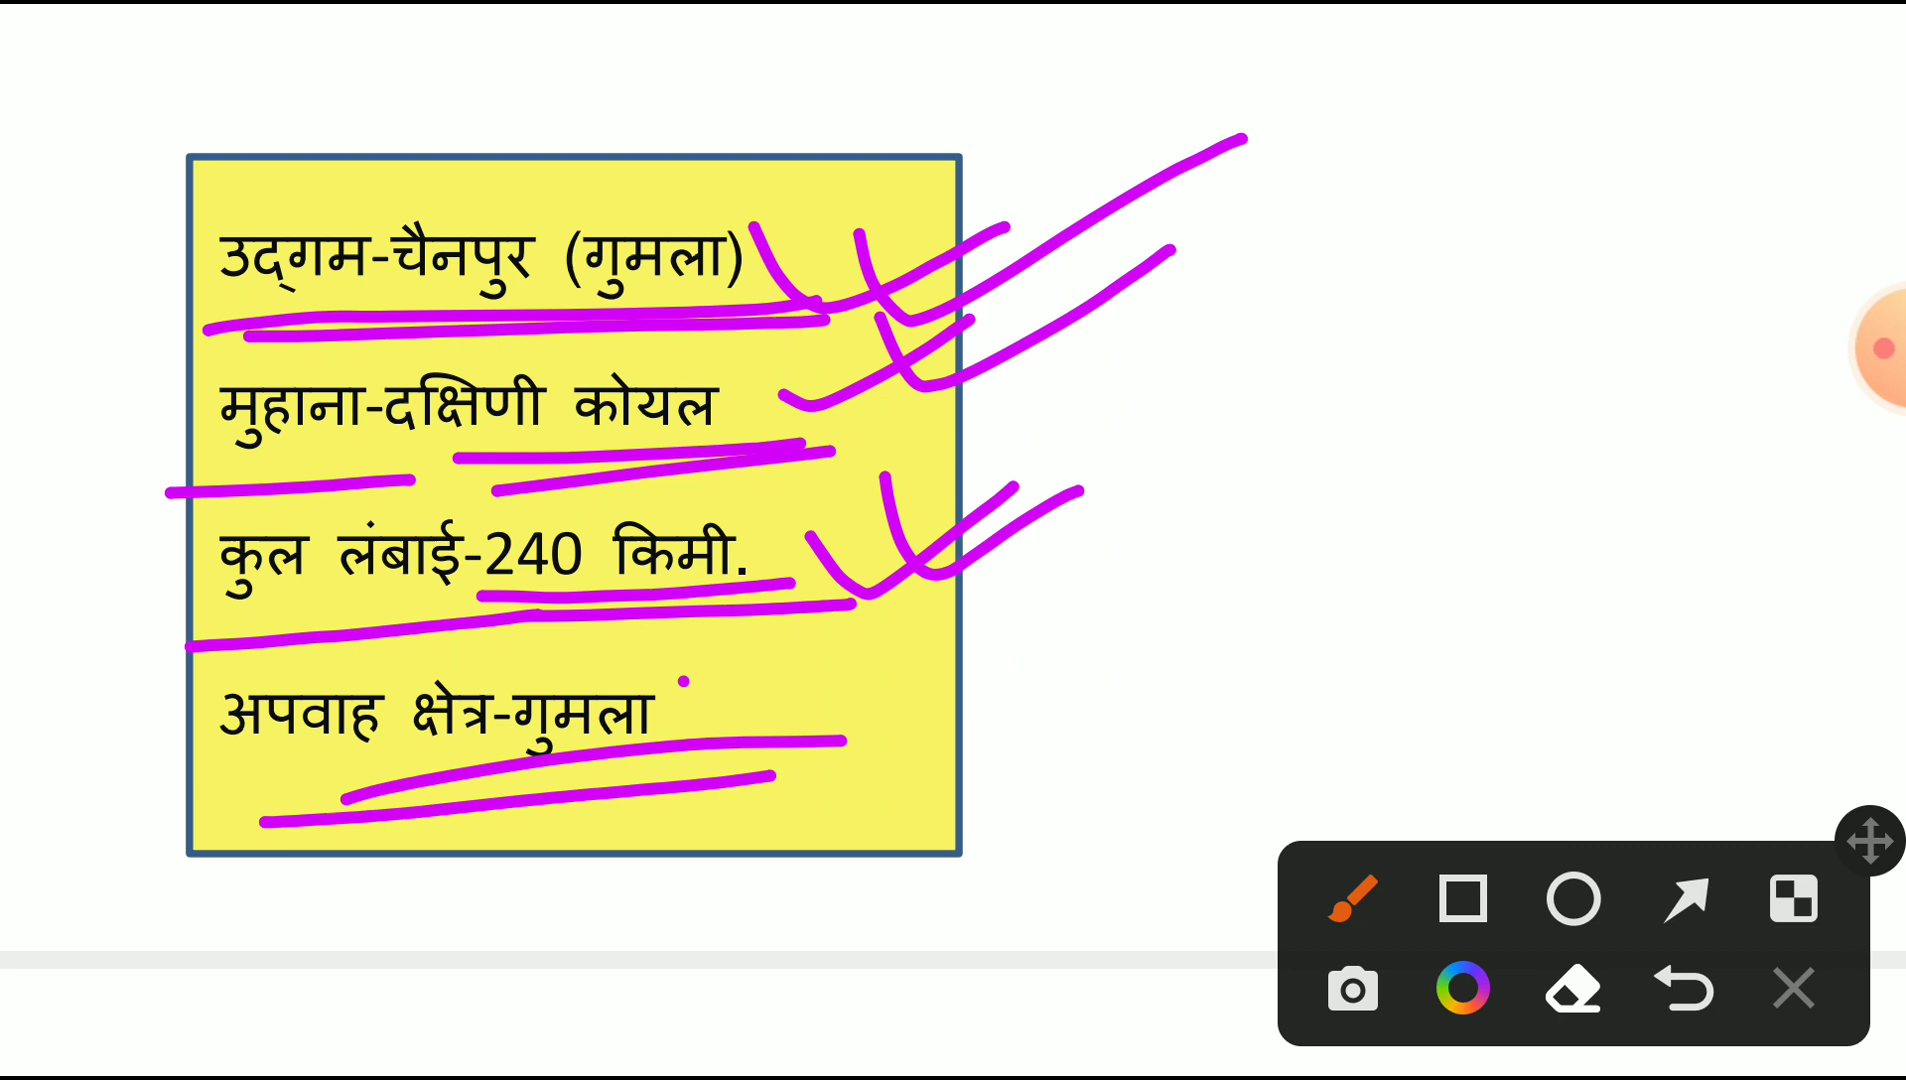 उद्गम-चैनपुर (गुमला)
मुहाना-दक्षिणी कोयल
कुल लंबाई-240 किमी.
अपवाह क्षेत्र-गुमला